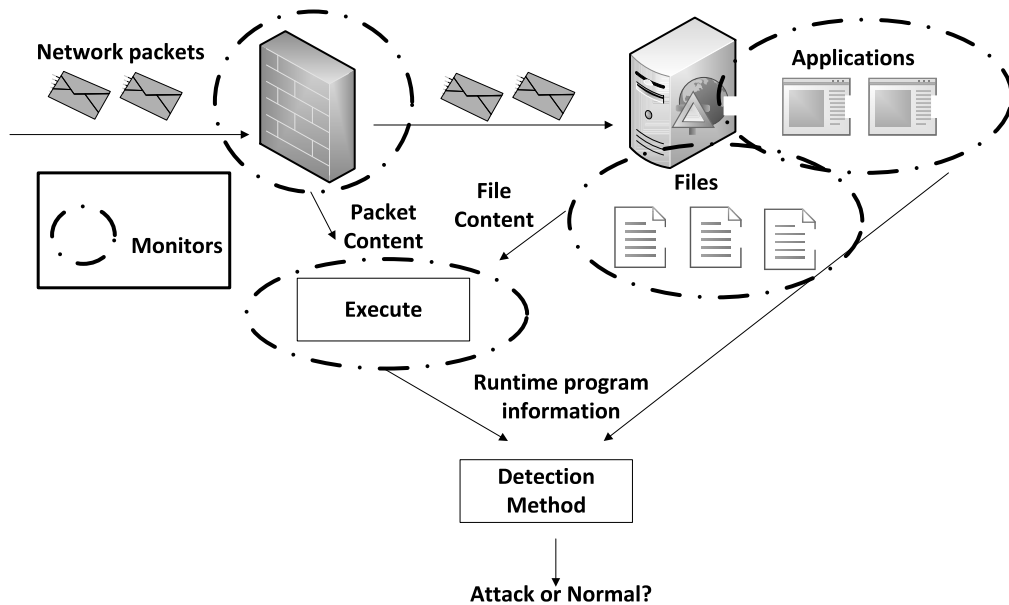 Network packets
Applications
Files
File
Content
Packet
Content
Monitors
Execute
Runtime program
information
Detection
Method
Attack or Normal?